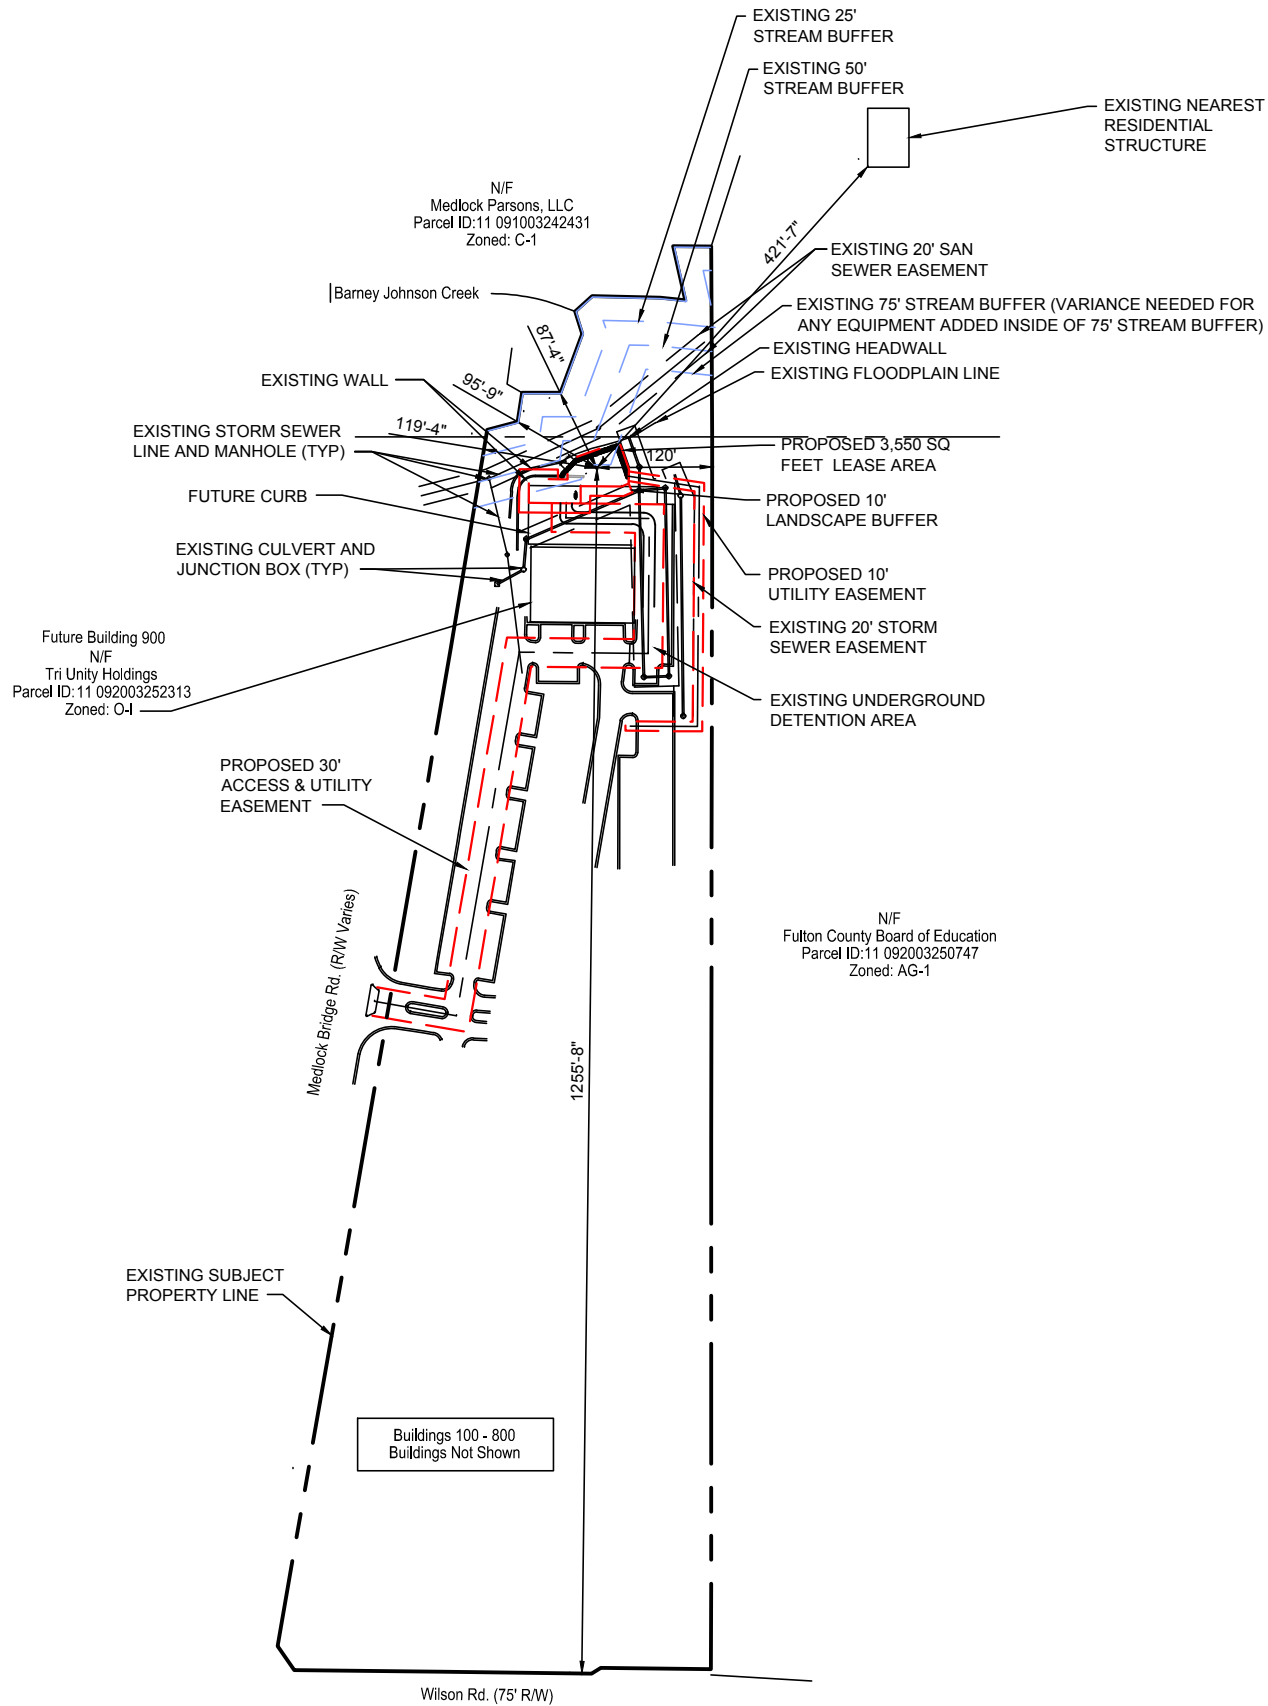 EXISTING 25'
STREAM BUFFER
EXISTING 50'
STREAM BUFFER
EXISTING NEAREST
RESIDENTIAL
STRUCTURE
N/F
Medlock Parsons, LLC
Parcel ID:11 091003242431
Zoned: C-1
421'-7"
EXISTING 20' SAN
SEWER EASEMENT
Barney Johnson Creek
EXISTING 75' STREAM BUFFER (VARIANCE NEEDED FOR
ANY EQUIPMENT ADDED INSIDE OF 75' STREAM BUFFER)
87'-4"
EXISTING HEADWALL
EXISTING WALL
95'-9"
EXISTING FLOODPLAIN LINE
119'-4"
EXISTING STORM SEWER
LINE AND MANHOLE (TYP)
120'
PROPOSED 3,550 SQ
FEET LEASE AREA
FUTURE CURB
PROPOSED 10'
LANDSCAPE BUFFER
EXISTING CULVERT AND
JUNCTION BOX (TYP)
PROPOSED 10'
UTILITY EASEMENT
Future Building 900
N/F
Tri Unity Holdings
Parcel ID:11 092003252313
Zoned: O-I
EXISTING 20' STORM
SEWER EASEMENT
EXISTING UNDERGROUND
DETENTION AREA
PROPOSED 30'
ACCESS & UTILITY
EASEMENT
Medlock Bridge Rd. (R/W Varies)
N/F
Fulton County Board of Education
Parcel ID:11 092003250747
Zoned: AG-1
1255'-8"
EXISTING SUBJECT
PROPERTY LINE
Buildings 100 - 800
Buildings Not Shown
Wilson Rd. (75' R/W)